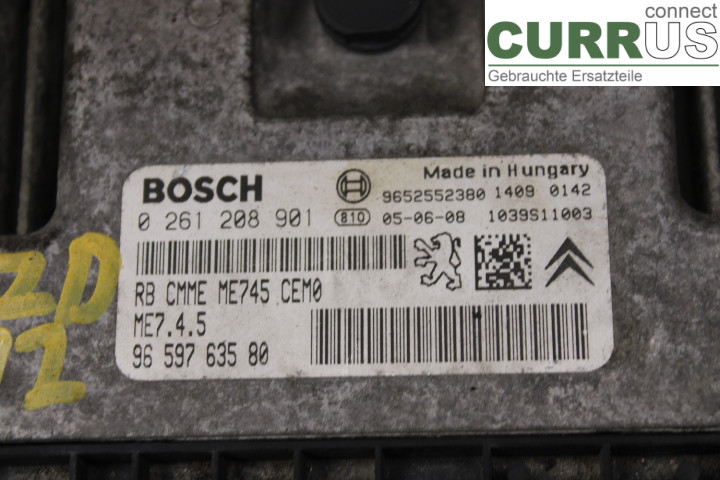 connect
CURRUS
Gebrauchte Ersatzteile
BOSCH
Made in Hungary
9652552380 1409 0142
0 261 208 901
810 05-06-08 1039S11003
RB CMME ME745 CEM0
ME7.4.5
96 597 635 80
ZD